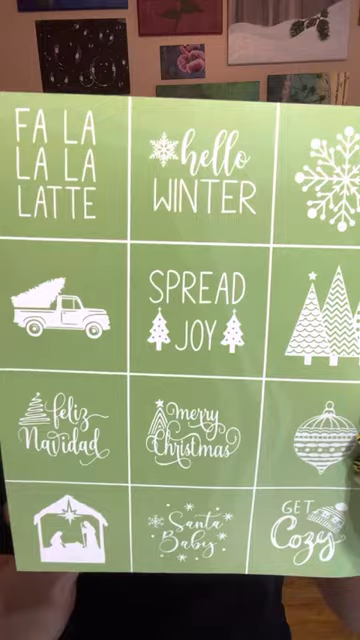 FA LA
LA LA
LATTE
hello
WINTER
SPREAD
JOY
feliz
Navidad
merry
Christmas
Santa
Baby
GET
Cozy